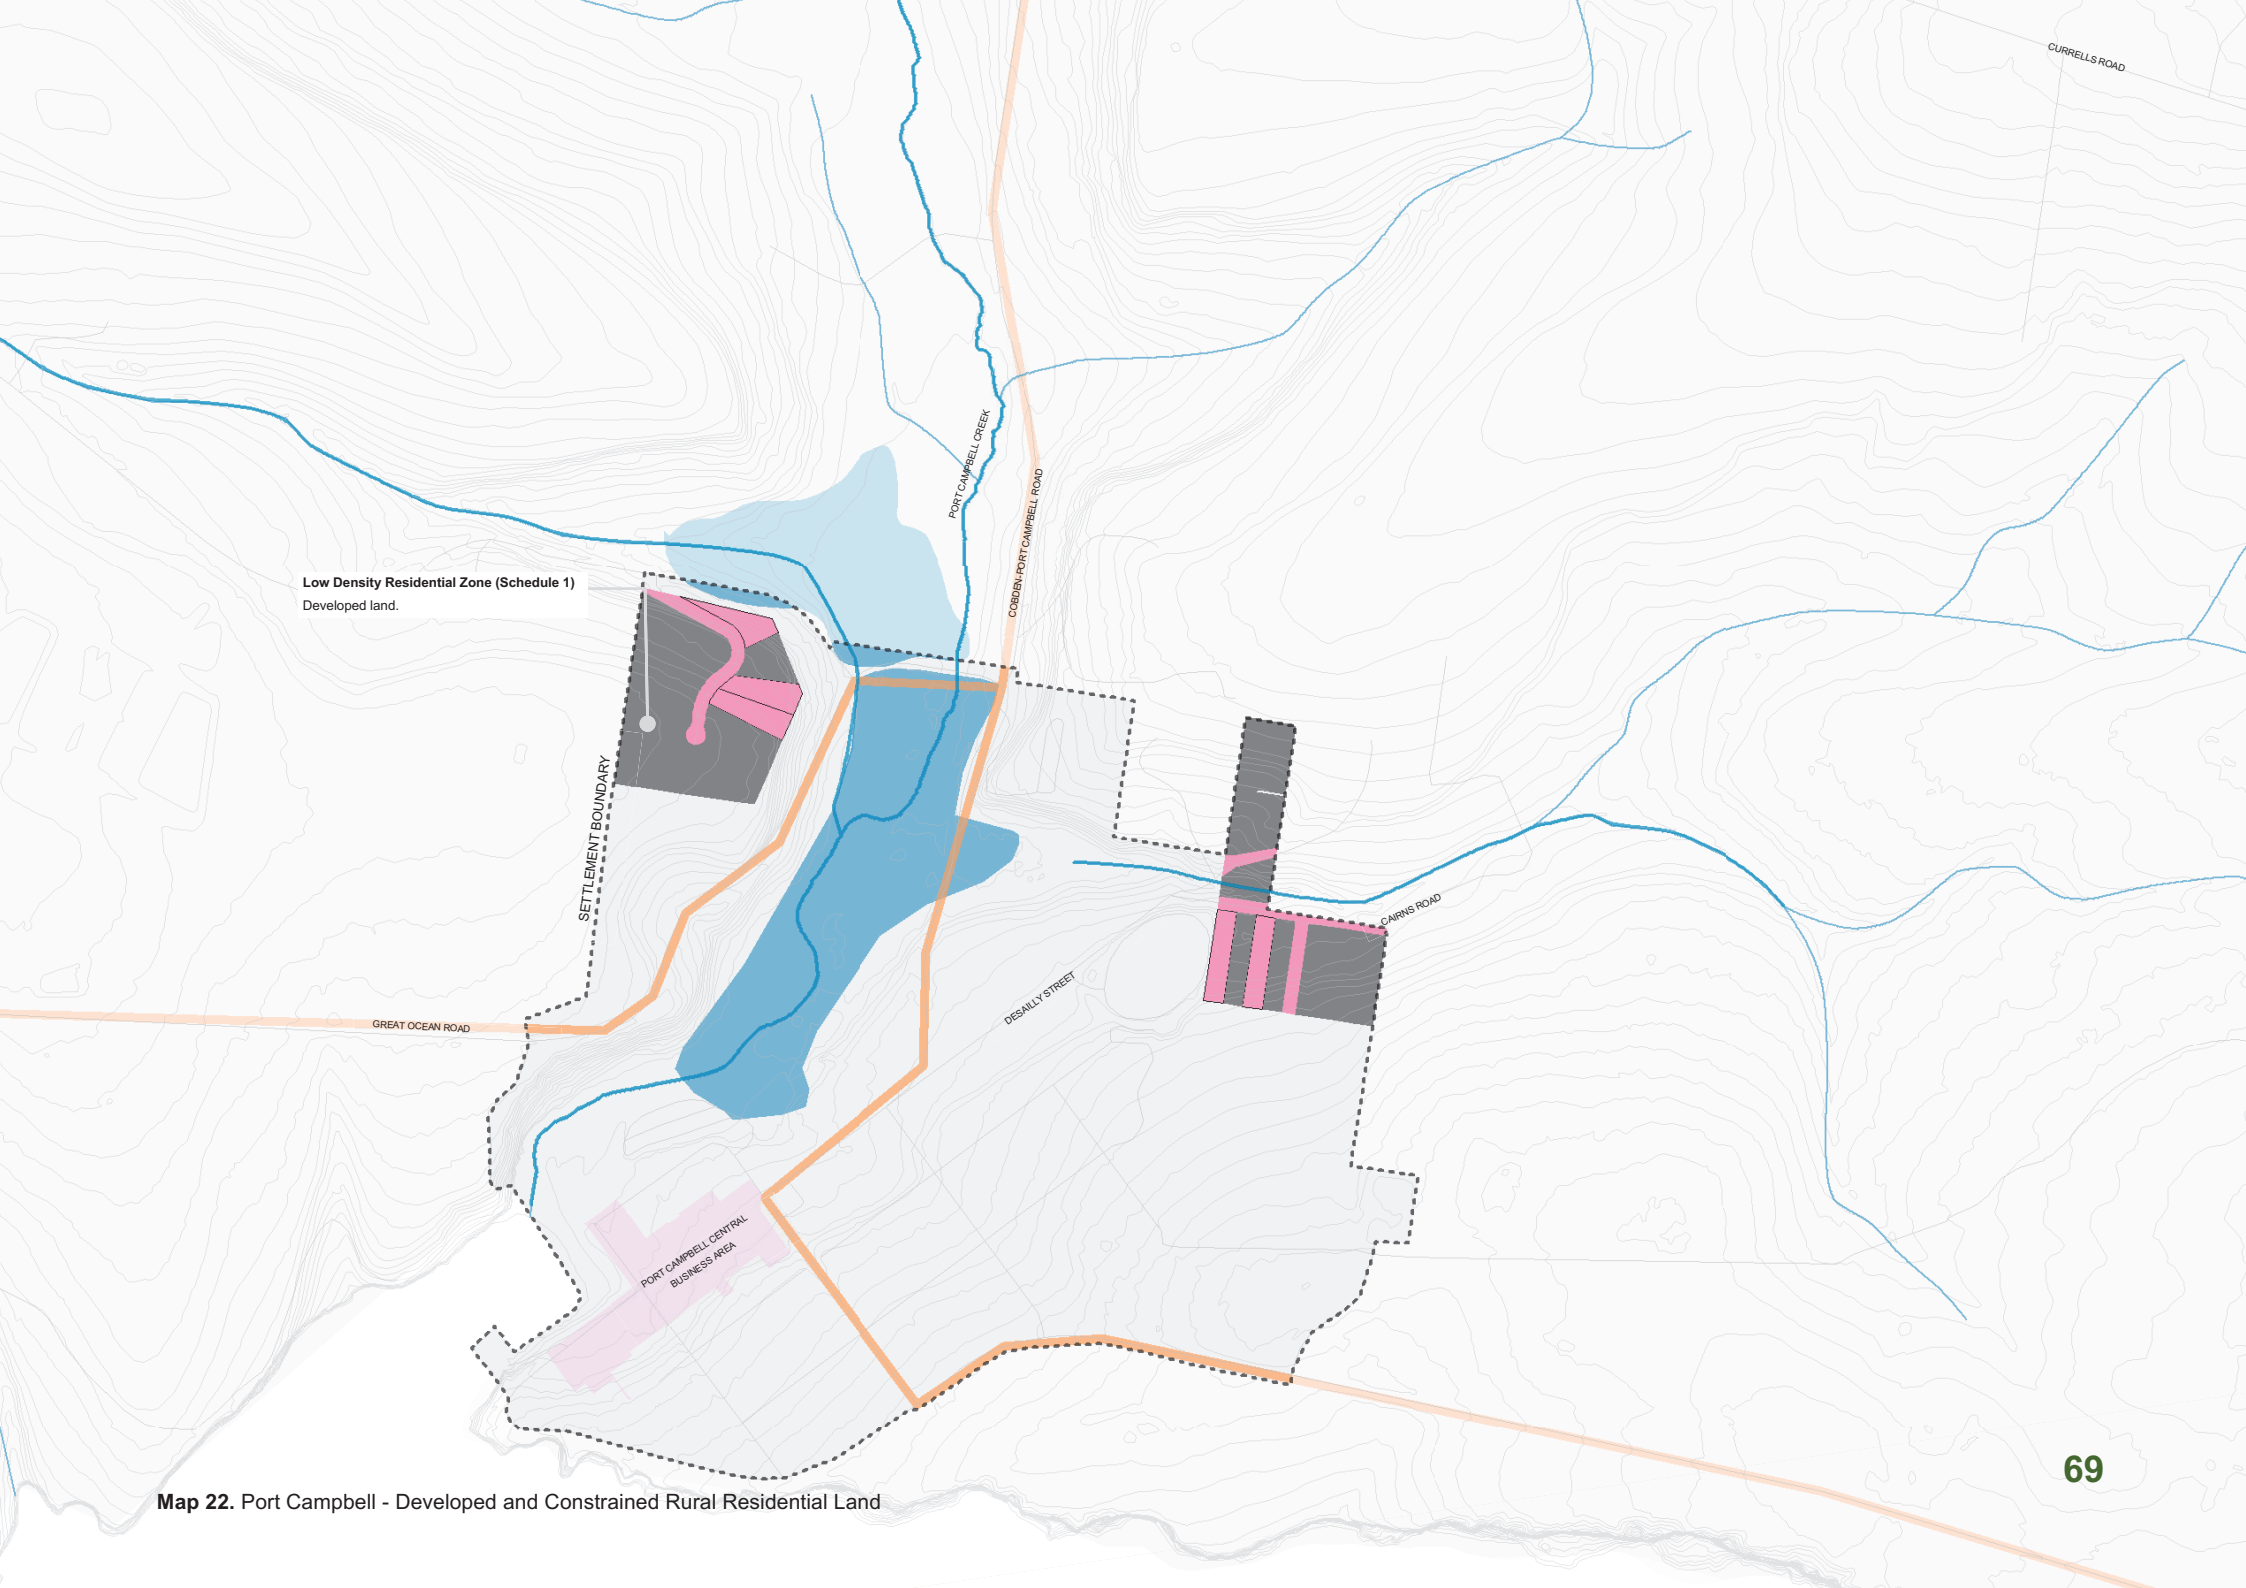 CURRELLS ROAD
PORT CAMPBELL CREEK
COBDEN-PORT CAMPBELL ROAD
Low Density Residential Zone (Schedule 1)
Developed land.
SETTLEMENT BOUNDARY
CAIRNS ROAD
DESAILLY STREET
GREAT OCEAN ROAD
PORT CAMPBELL CENTRAL
BUSINESS AREA
69
Map 22. Port Campbell - Developed and Constrained Rural Residential Land